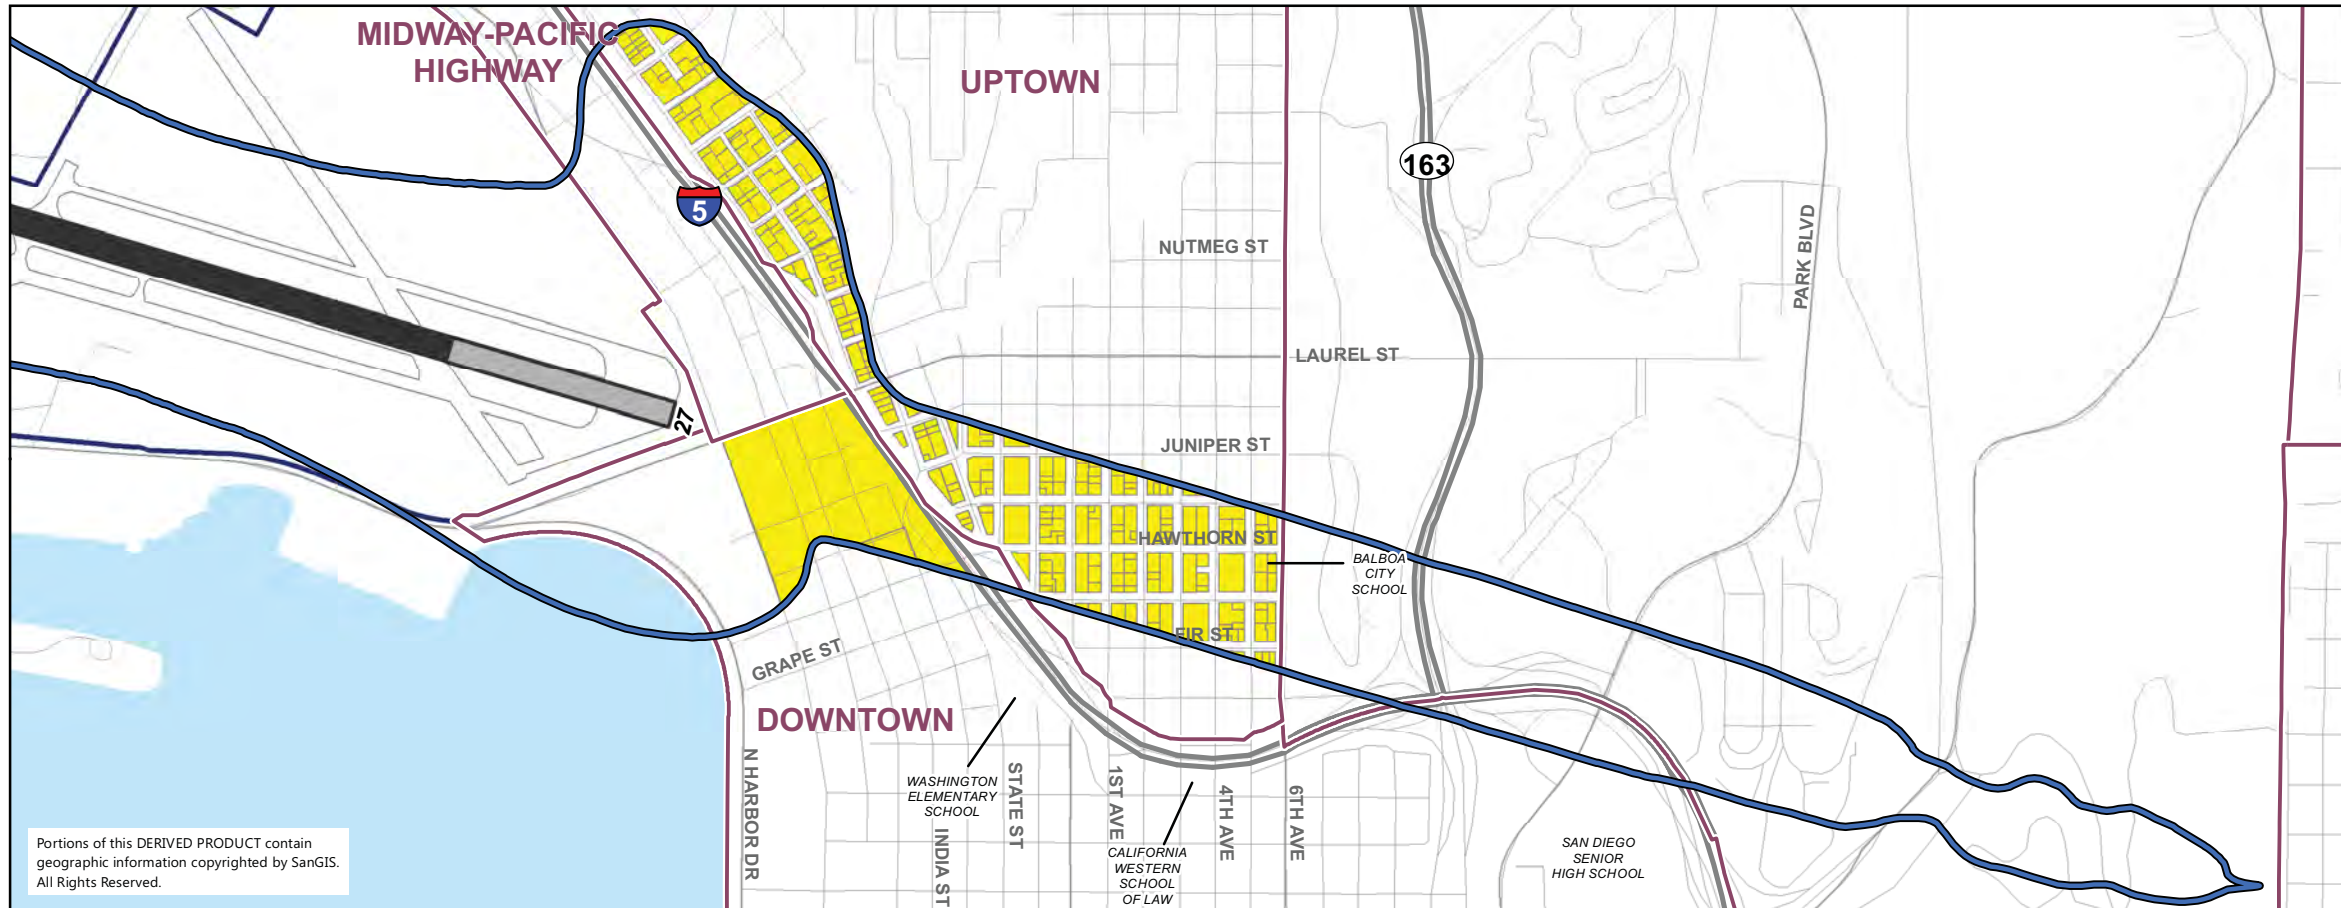 MIDWAY-PACIFIC
HIGHWAY
UPTOWN
163
5
NUTMEG ST
PARK BLVD
LAUREL ST
27
JUNIPER ST
HAWTHORN ST
BALBOA
CITY
SCHOOL
FIR ST
GRAPE ST
DOWNTOWN
N HARBOR DR
WASHINGTON
ELEMENTARY
SCHOOL
INDIA ST
STATE ST
1ST AVE
CALIFORNIA
WESTERN
SCHOOL
OF LAW
4TH AVE
6TH AVE
SAN DIEGO
SENIOR
HIGH SCHOOL
Portions of this DERIVED PRODUCT contain
geographic information copyrighted by SanGIS.
All Rights Reserved.